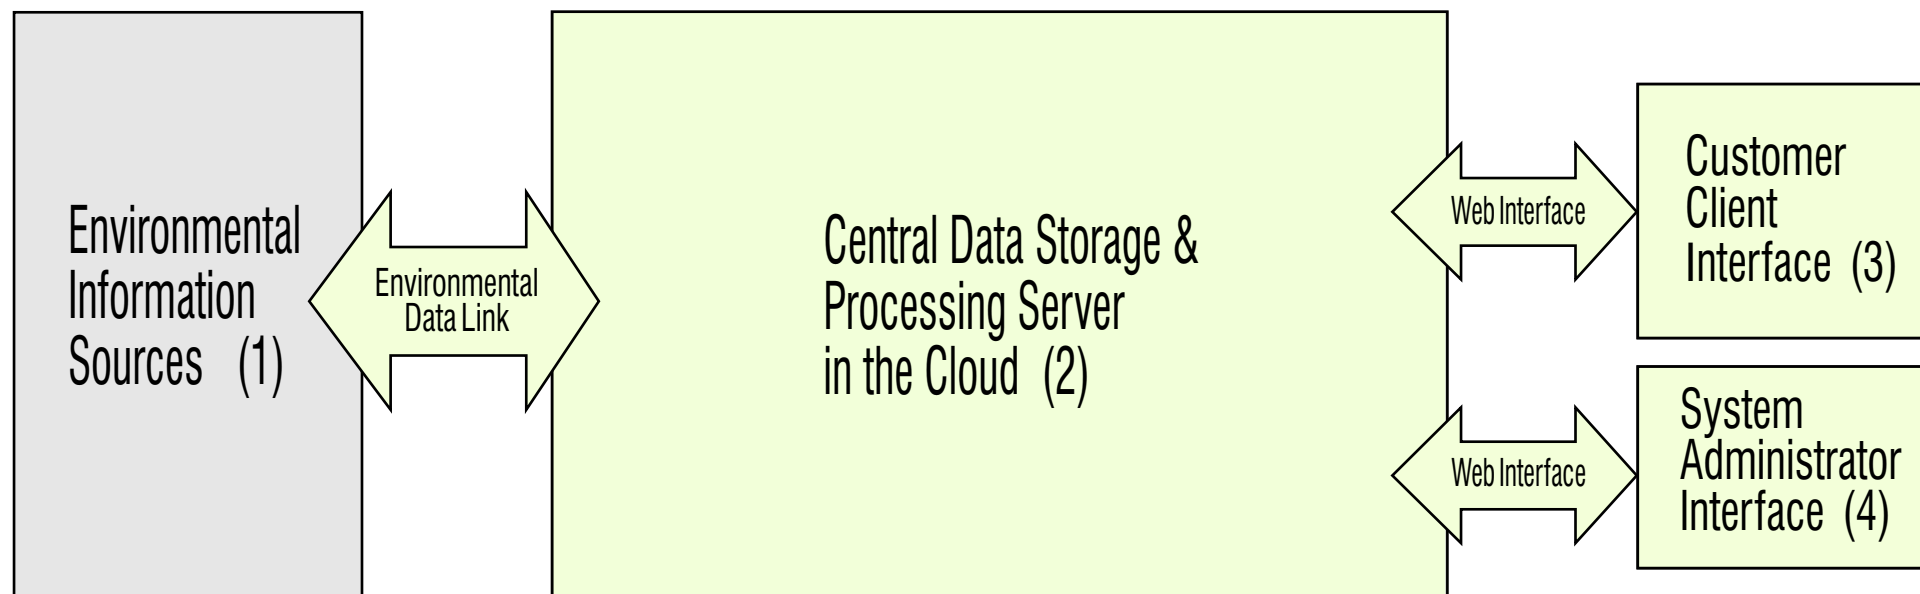 Environmental
Information
Sources (1)
Environmental
Data Link
Central Data Storage &
Processing Server
in the Cloud (2)
Web Interface
Customer
Client
Interface (3)
Web Interface
System
Administrator
Interface (4)